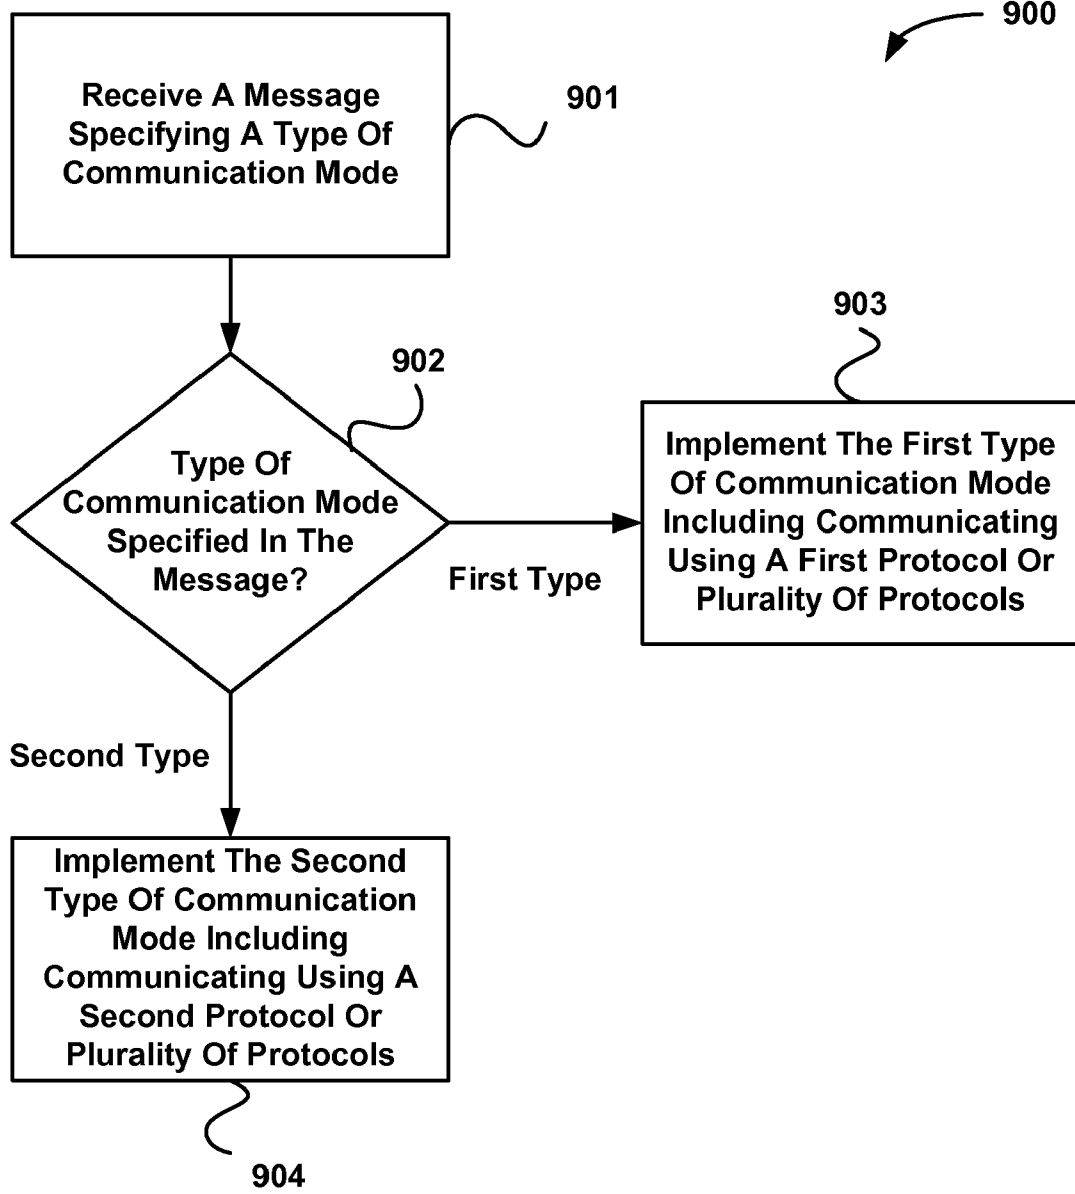 900
Receive A Message
Specifying A Type Of
Communication Mode
901
902
Type Of
Communication Mode
Specified In The
Message?
First Type
903
Implement The First Type
Of Communication Mode
Including Communicating
Using A First Protocol Or
Plurality Of Protocols
Second Type
Implement The Second
Type Of Communication
Mode Including
Communicating Using A
Second Protocol Or
Plurality Of Protocols
904